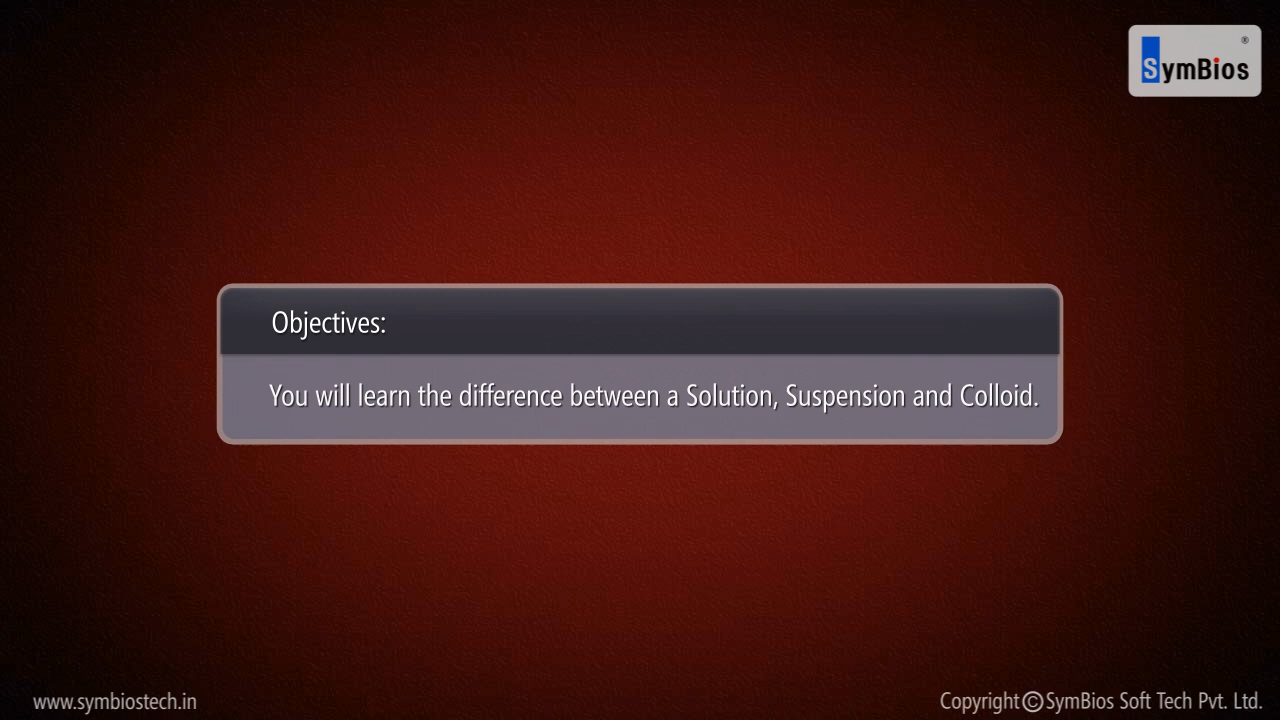 SymBios®
Objectives:
You will learn the difference between a Solution, Suspension and Colloid.
www.symbiostech.in
Copyright©SymBios Soft Tech Pvt. Ltd.